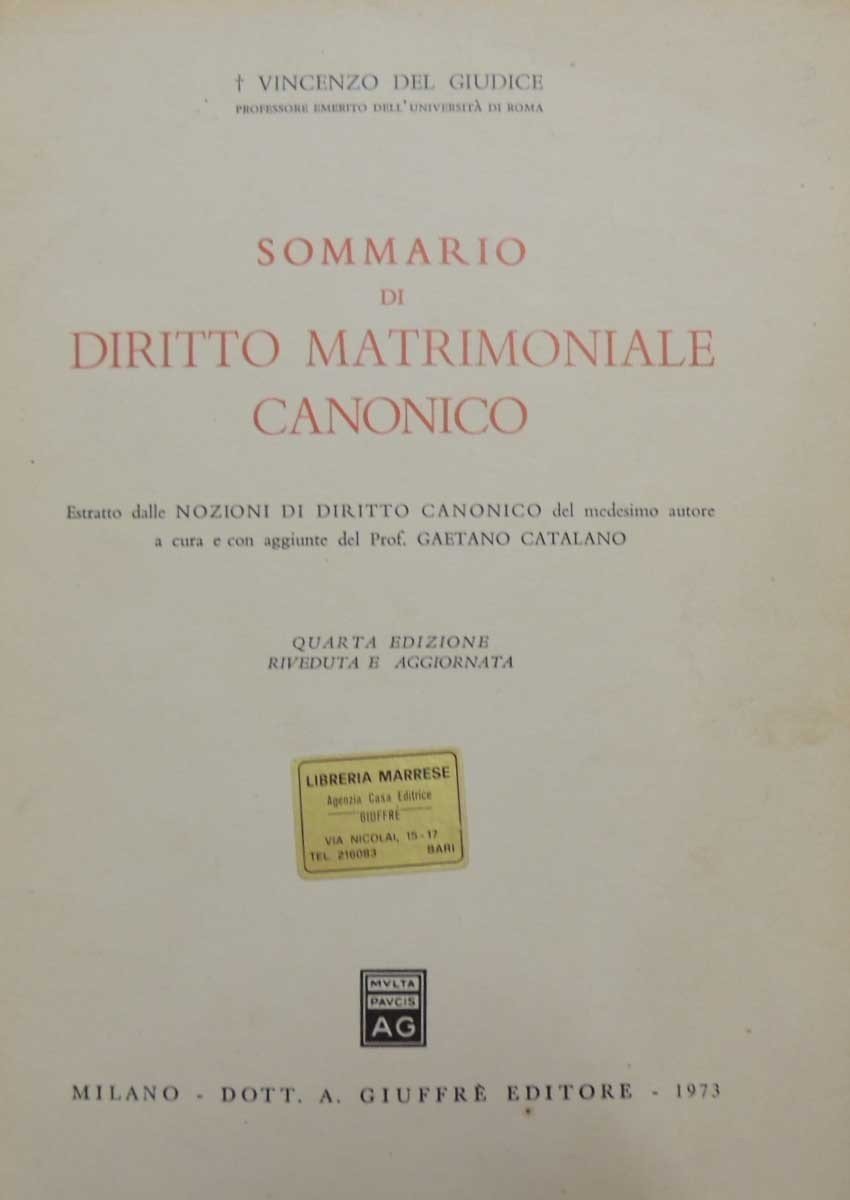 † VINCENZO DEL GIUDICE
PROFESSORE EMERITO DELL'UNIVERSITÀ DI ROMA
SOMMARIO
DI
DIRITTO MATRIMONIALE
CANONICO
Estratto dalle NOZIONI DI DIRITTO CANONICO del medesimo autore
a cura e con aggiunte del Prof. GAETANO CATALANO
QUARTA EDIZIONE
RIVEDUTA E AGGIORNATA
LIBRERIA MARRESE
Agenzia Casa Editrice
GIUFFRÈ
VIA NICOLAI, 15-17
TEL. 216083 BARI
MVLTA
PAVCIS
AG
MILANO - DOTT. A. GIUFFRÈ EDITORE - 1973